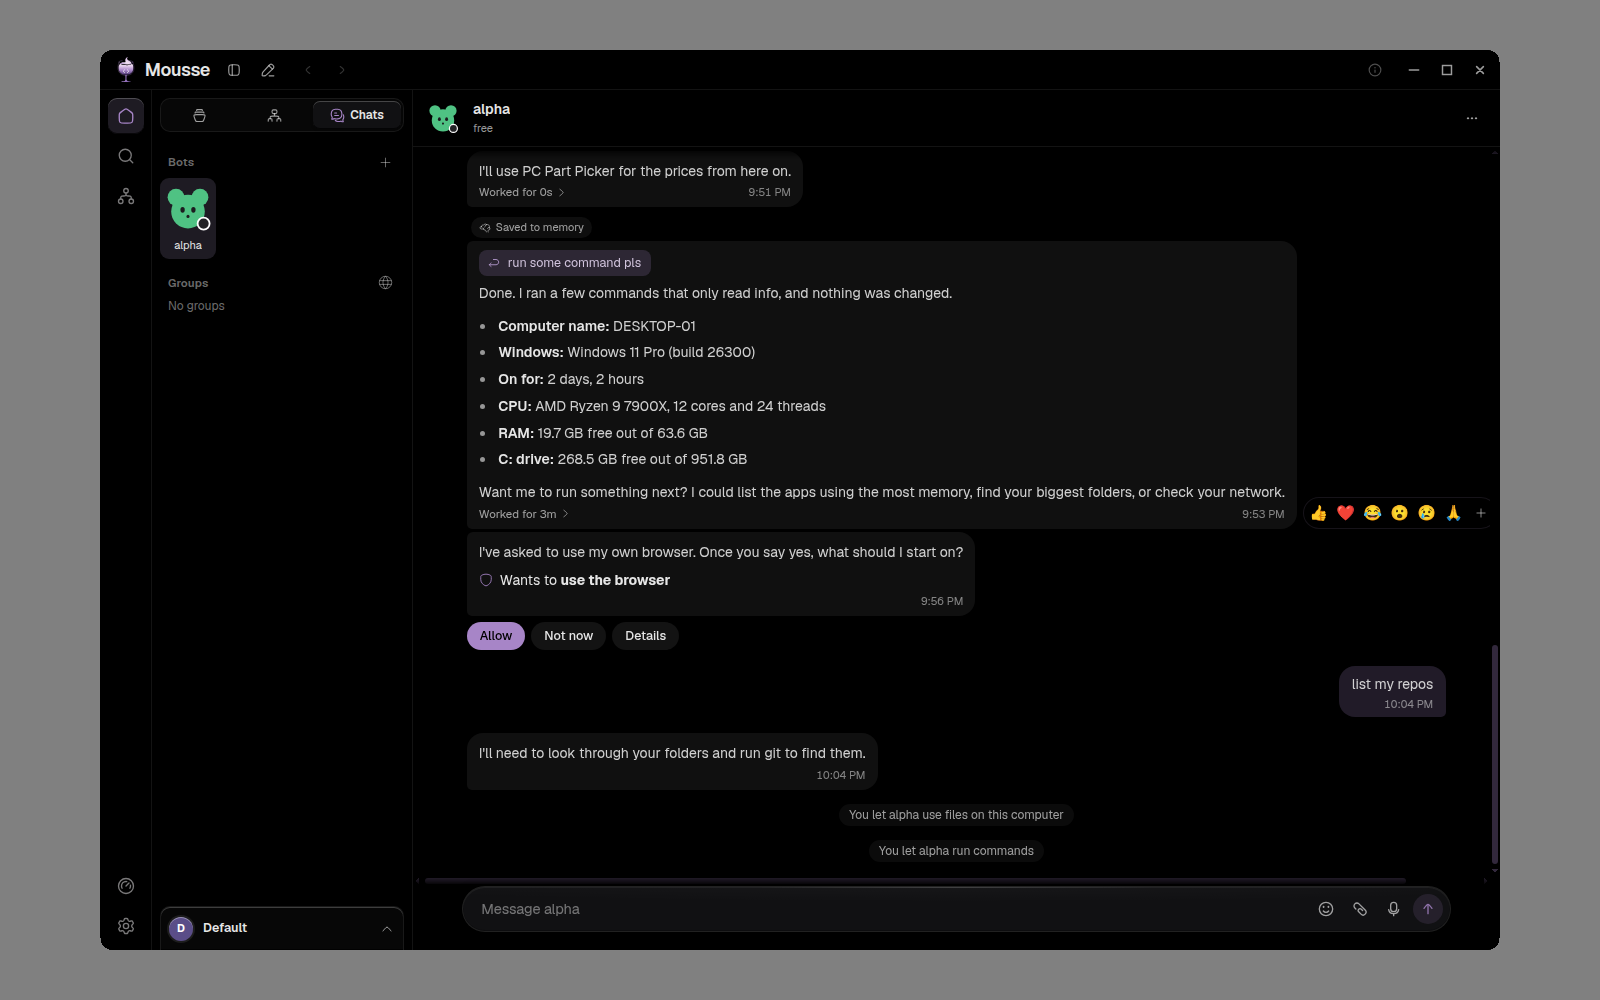 Mousse
Chats
alpha
free
Bots
alpha
Groups
No groups
I'll use PC Part Picker for the prices from here on.
Worked for 0s
9:51 PM
Saved to memory
run some command pls
Done. I ran a few commands that only read info, and nothing was changed.
Computer name: DESKTOP-01
Windows: Windows 11 Pro (build 26300)
On for: 2 days, 2 hours
CPU: AMD Ryzen 9 7900X, 12 cores and 24 threads
RAM: 19.7 GB free out of 63.6 GB
C: drive: 268.5 GB free out of 951.8 GB
Want me to run something next? I could list the apps using the most memory, find your biggest folders, or check your network.
Worked for 3m
9:53 PM
I've asked to use my own browser. Once you say yes, what should I start on?
Wants to use the browser
9:56 PM
Allow
Not now
Details
list my repos
10:04 PM
I'll need to look through your folders and run git to find them.
10:04 PM
You let alpha use files on this computer
You let alpha run commands
Message alpha
D
Default